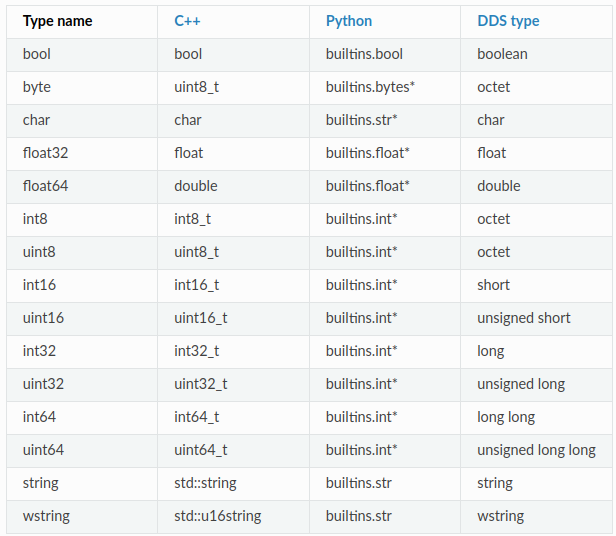 Type name C++ Python DDS type
bool bool builtins.bool boolean
byte uint8_t builtins.bytes* octet
char char builtins.str* char
float32 float builtins.float* float
float64 double builtins.float* double
int8 int8_t builtins.int* octet
uint8 uint8_t builtins.int* octet
int16 int16_t builtins.int* short
uint16 uint16_t builtins.int* unsigned short
int32 int32_t builtins.int* long
uint32 uint32_t builtins.int* unsigned long
int64 int64_t builtins.int* long long
uint64 uint64_t builtins.int* unsigned long long
string std::string builtins.str string
wstring std::u16string builtins.str wstring